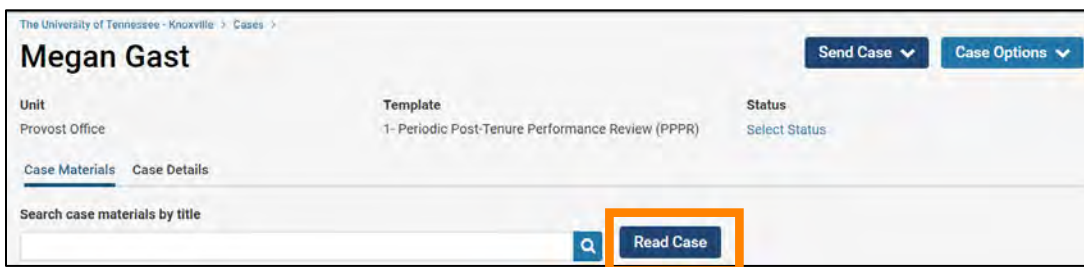 The University of Tennessee - Knoxville > Cases >
Megan Gast
Send Case
Case Options
Unit
Template
Status
Provost Office
1- Periodic Post-Tenure Performance Review (PPPR)
Select Status
Case Materials Case Details
Search case materials by title
Read Case